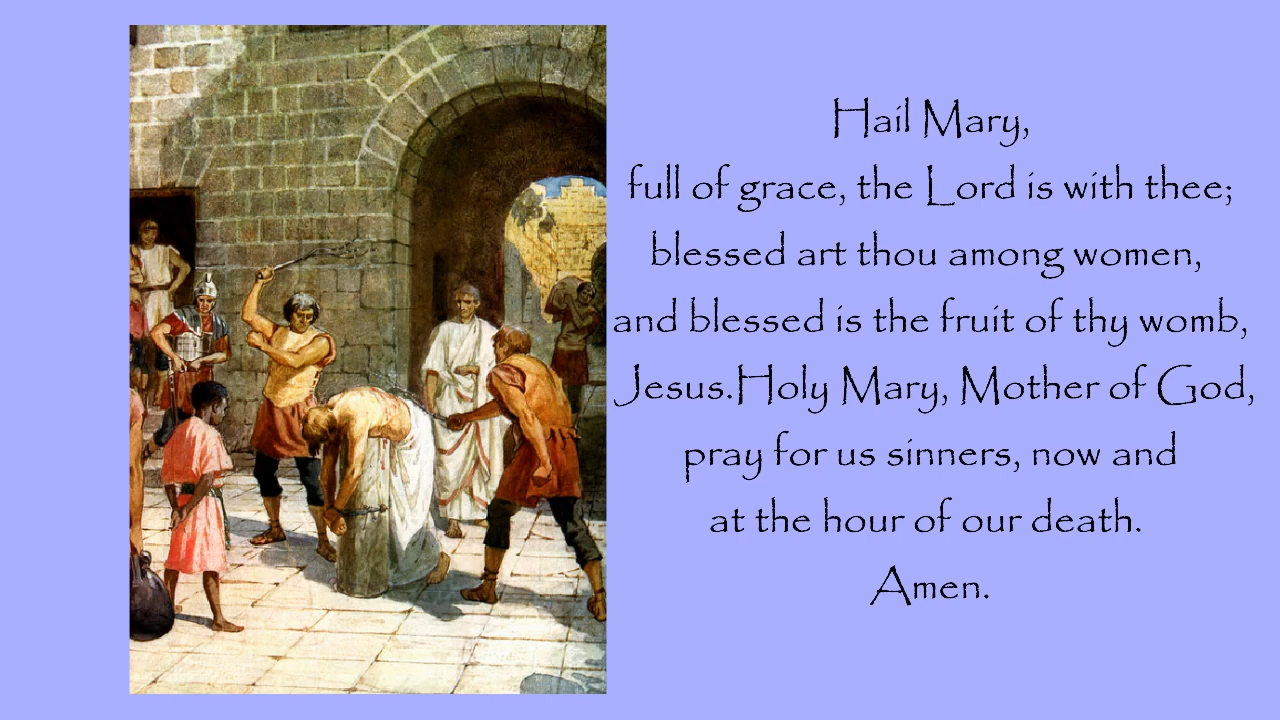 Hail Mary,
full of grace, the Lord is with thee;
blessed art thou among women,
and blessed is the fruit of thy womb,
Jesus.Holy Mary, Mother of God,
pray for us sinners, now and
at the hour of our death.
Amen.